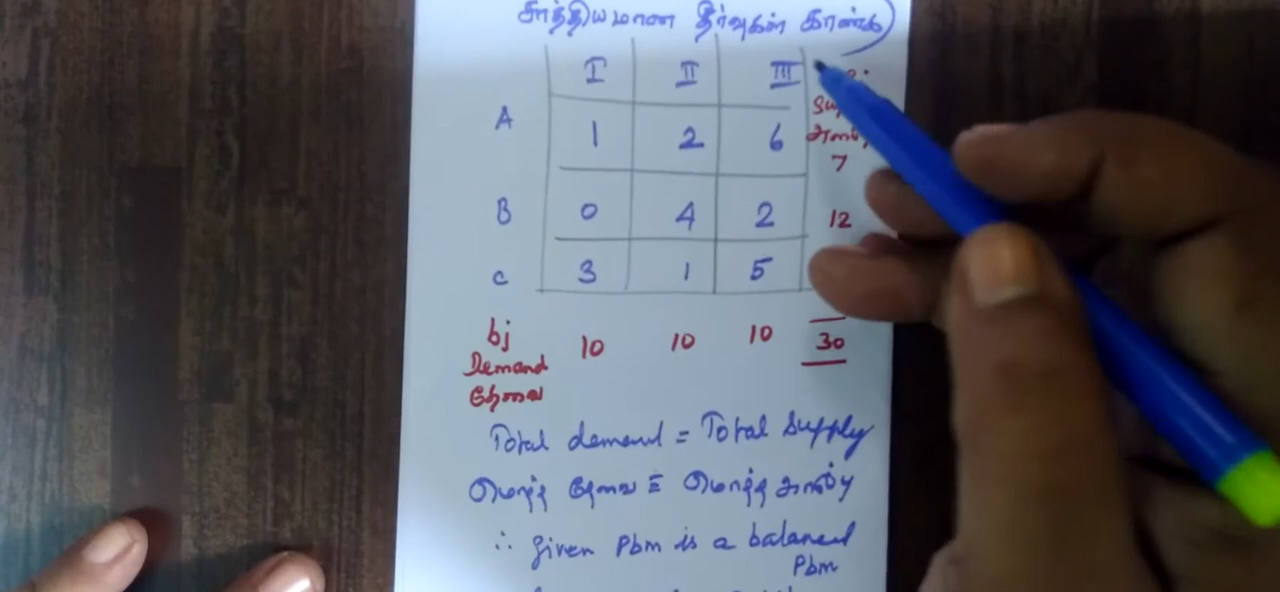 சாத்தியமான தீர்வுகள் காண்க)
I II III
A 1 2 6 7
B 0 4 2 12
C 3 1 5
bj 10 10 10 30
Demand
தேவை
Total demand = Total Supply
மொத்த தேவை = மொத்த அளிப்பு
∴ Given Pbm is a balanced
Pbm